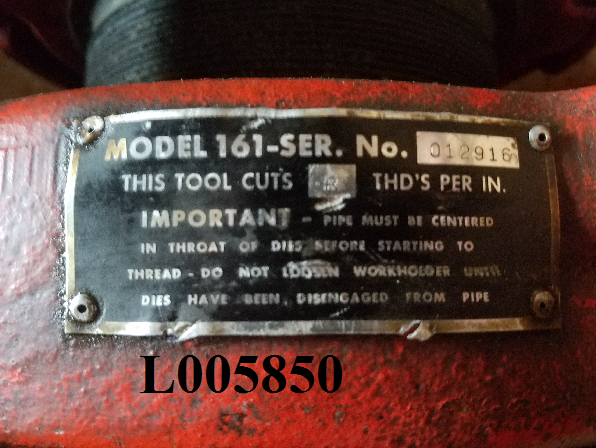 MODEL 161-SER. No. 012916
THIS TOOL CUTS THD'S PER IN.
IMPORTANT - PIPE MUST BE CENTERED
IN THROAT OF DIES BEFORE STARTING TO
THREAD - DO NOT LOOSEN WORKHOLDER UNTIL
DIES HAVE BEEN DISENGAGED FROM PIPE
L005850